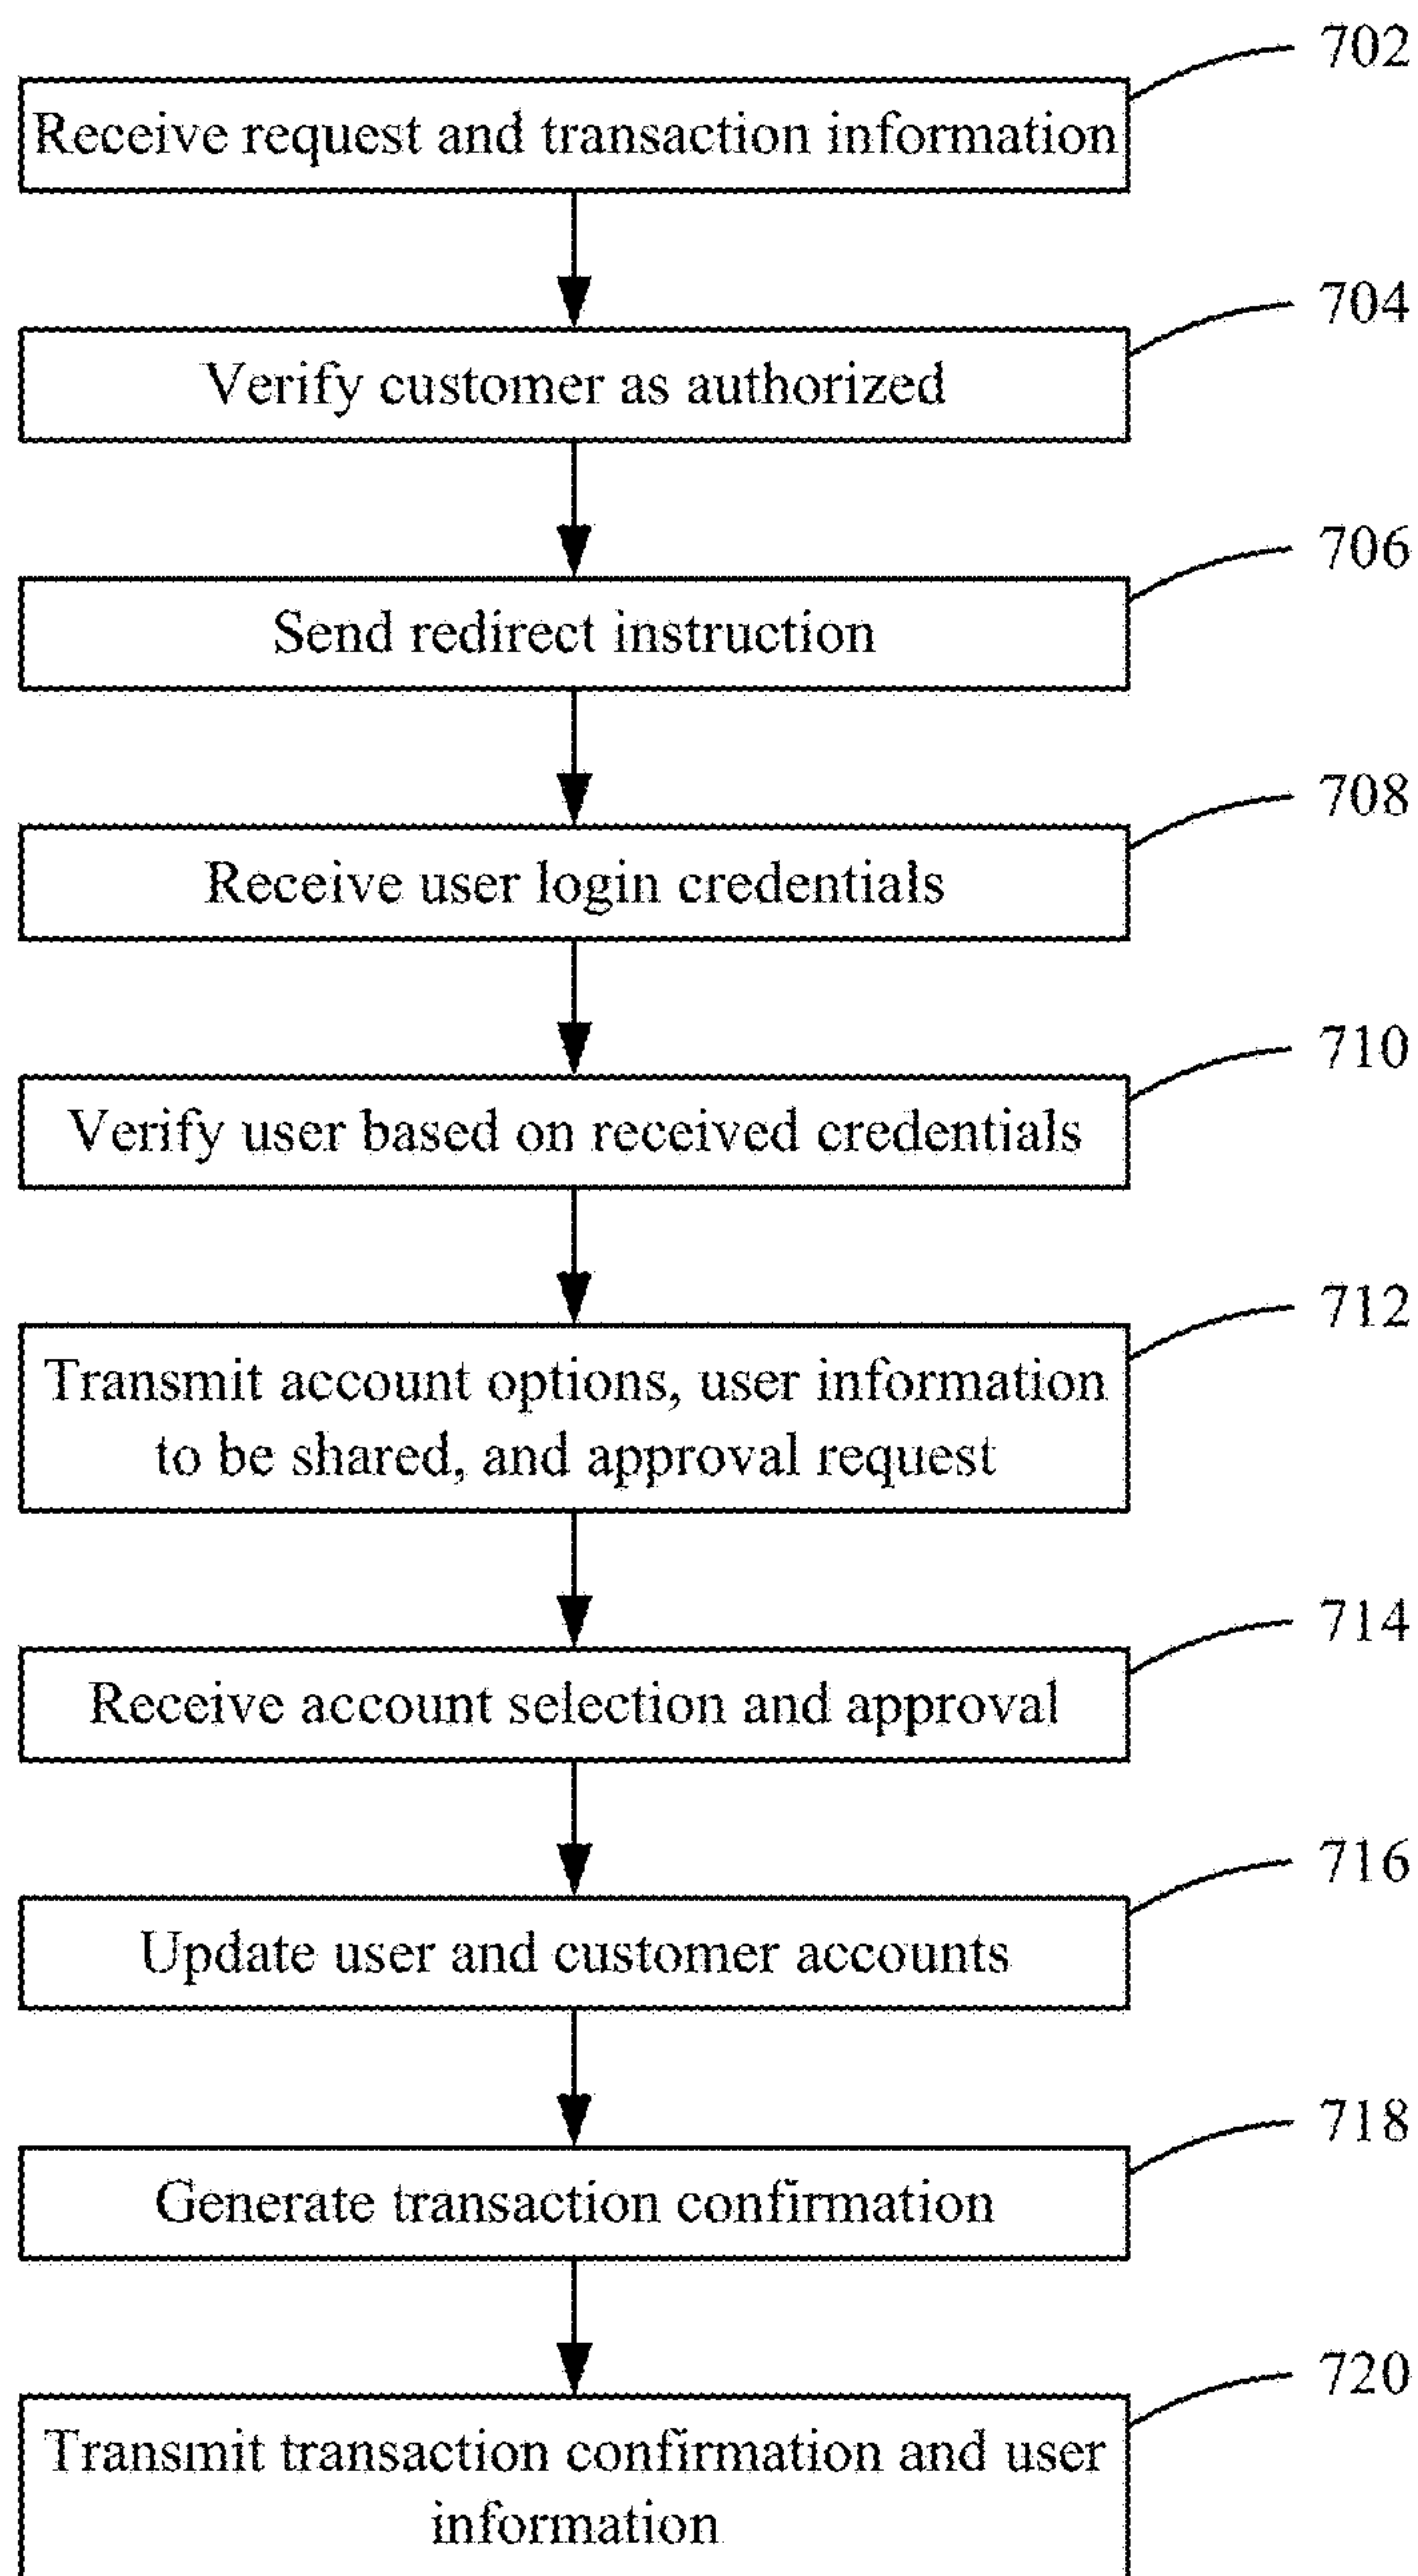 702
Receive request and transaction information
704
Verify customer as authorized
706
Send redirect instruction
708
Receive user login credentials
710
Verify user based on received credentials
712
Transmit account options, user information
to be shared, and approval request
714
Receive account selection and approval
716
Update user and customer accounts
718
Generate transaction confirmation
720
Transmit transaction confirmation and user
information